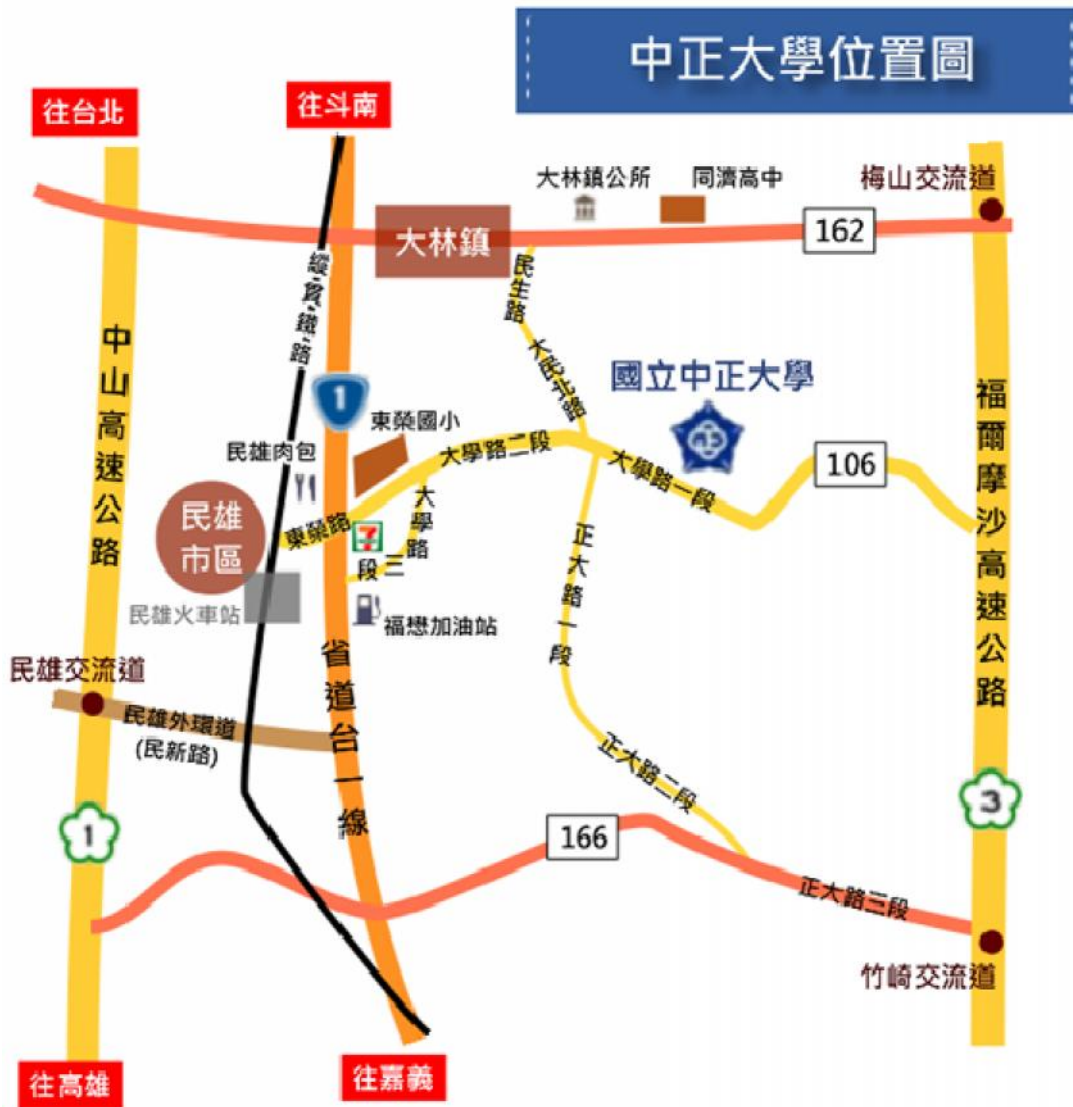 中正大學位置圖
往台北
往斗南
大林鎮公所
同濟高中
梅山交流道
162
大林鎮
民生路
縱貫鐵路
中山高速公路
大民北路
國立中正大學
福爾摩沙高速公路
1
東榮國小
民雄肉包
大學路二段
大學路一段
106
民雄市區
東榮路
7
大學路三段
正大路一段
民雄火車站
福懋加油站
省道台一線
民雄交流道
民雄外環道
(民新路)
正大路二段
3
1
166
正大路三段
竹崎交流道
往高雄
往嘉義